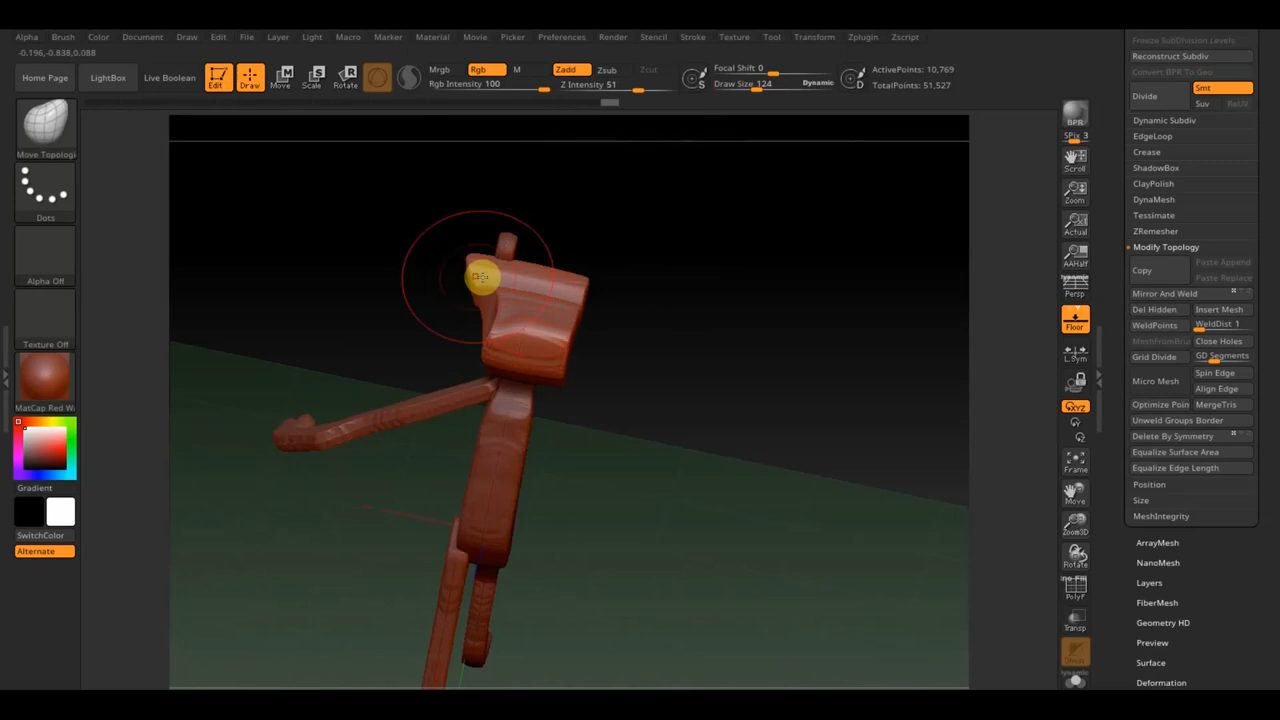 Alpha Brush Color Document Draw Edit File Layer Light Macro Marker Material Movie Picker Preferences Render Stencil Stroke Texture Tool Transform Zplugin Zscript
-0.196,-0.838,0.088
Home Page
LightBox
Live Boolean
Edit
Draw
Move
Scale
Rotate
Mrgb Rgb M
Rgb Intensity 100
Zadd Zsub Zcut
Z Intensity 51
S
Focal Shift 0
Draw Size 124 Dynamic
D
ActivePoints: 10,769
TotalPoints: 51,527
Move Topologi
Dots
Alpha Off
Texture Off
MatCap Red W
Gradient
SwitchColor
Alternate
BPR
SPix 3
Scroll
Zoom
Actual
AAHalf
Dynamic
Persp
Floor
L.Sym
XYZ
Frame
Move
Zoom3D
Rotate
PolyF
Transp
Freeze SubDivision Levels
Reconstruct Subdiv
Convert BPR To Geo
Divide
Smt
Suv ReUV
Dynamic Subdiv
EdgeLoop
Crease
ShadowBox
ClayPolish
DynaMesh
Tessimate
ZRemesher
Modify Topology
Copy
Paste Append
Paste Replace
Mirror And Weld
Del Hidden Insert Mesh
WeldPoints WeldDist 1
MeshFromBrus Close Holes
Grid Divide GD Segments
Micro Mesh
Spin Edge
Align Edge
Optimize Poin MergeTris
Unweld Groups Border
Delete By Symmetry
Equalize Surface Area
Equalize Edge Length
Position
Size
MeshIntegrity
ArrayMesh
NanoMesh
Layers
FiberMesh
Geometry HD
Preview
Surface
Deformation